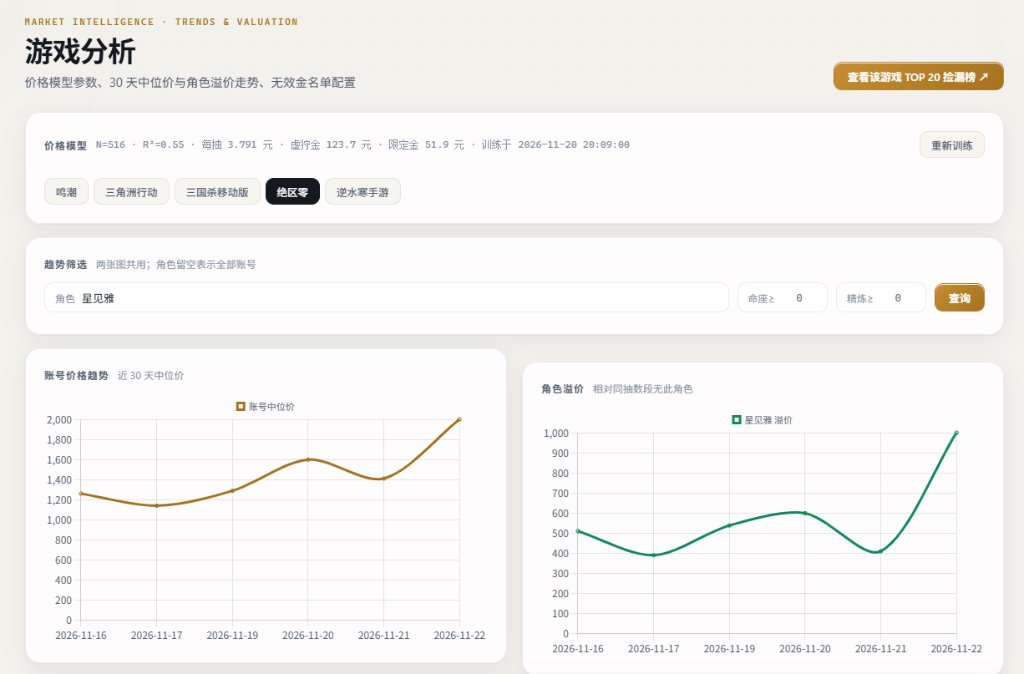 MARKET INTELLIGENCE · TRENDS & VALUATION
游戏分析
价格模型参数、30 天中位价与角色溢价走势、无效金名单配置
查看该游戏 TOP 20 捡漏榜 ↗
价格模型 N=516 · R²=0.55 · 每抽 3.791 元 · 虚狞金 123.7 元 · 限定金 51.9 元 · 训练于 2026-11-20 20:09:00
重新训练
鸣潮 三角洲行动 三国杀移动版 绝区零 逆水寒手游
趋势筛选 两张图共用；角色留空表示全部账号
角色 星见雅 命座≥ 0 精炼≥ 0 查询
账号价格趋势 近 30 天中位价
账号中位价
2,000
1,800
1,600
1,400
1,200
1,000
800
600
400
200
0
2026-11-16 2026-11-17 2026-11-19 2026-11-20 2026-11-21 2026-11-22
角色溢价 相对同抽数段无此角色
星见雅 溢价
1,000
900
800
700
600
500
400
300
200
100
0
2026-11-16 2026-11-17 2026-11-19 2026-11-20 2026-11-21 2026-11-22